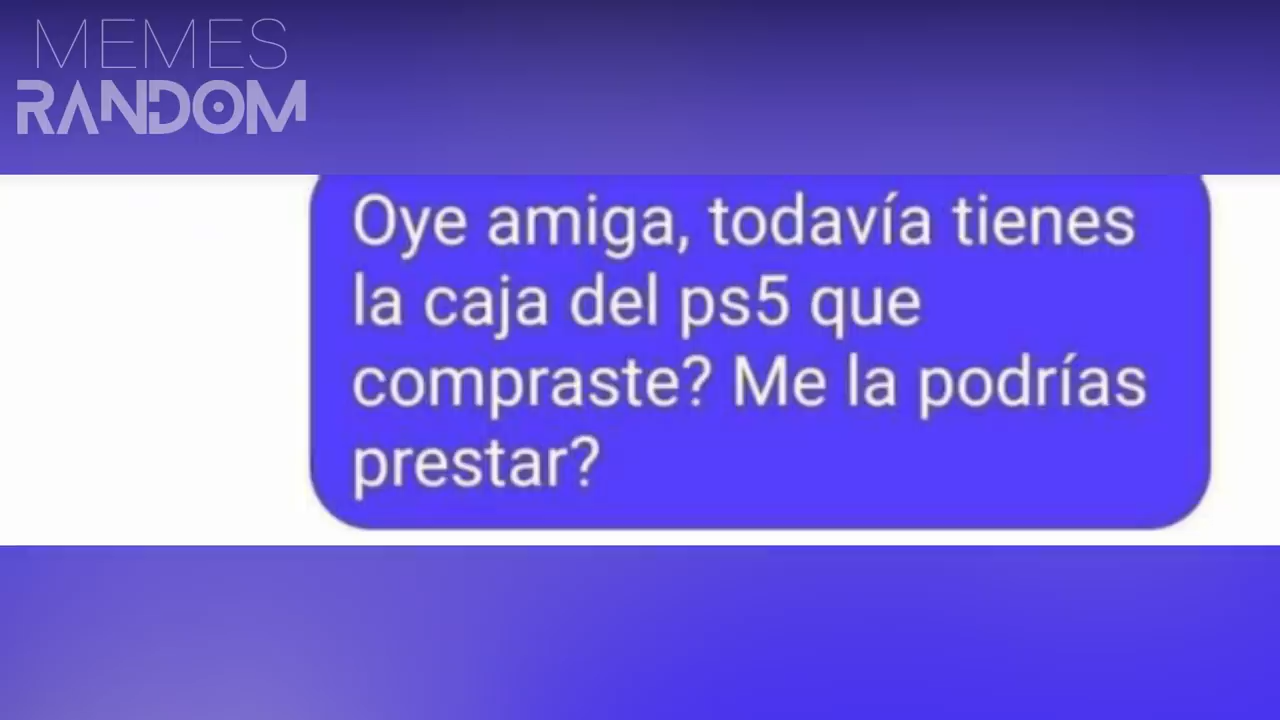 MEMES
RANDOM
Oye amiga, todavía tienes
la caja del ps5 que
compraste? Me la podrías
prestar?